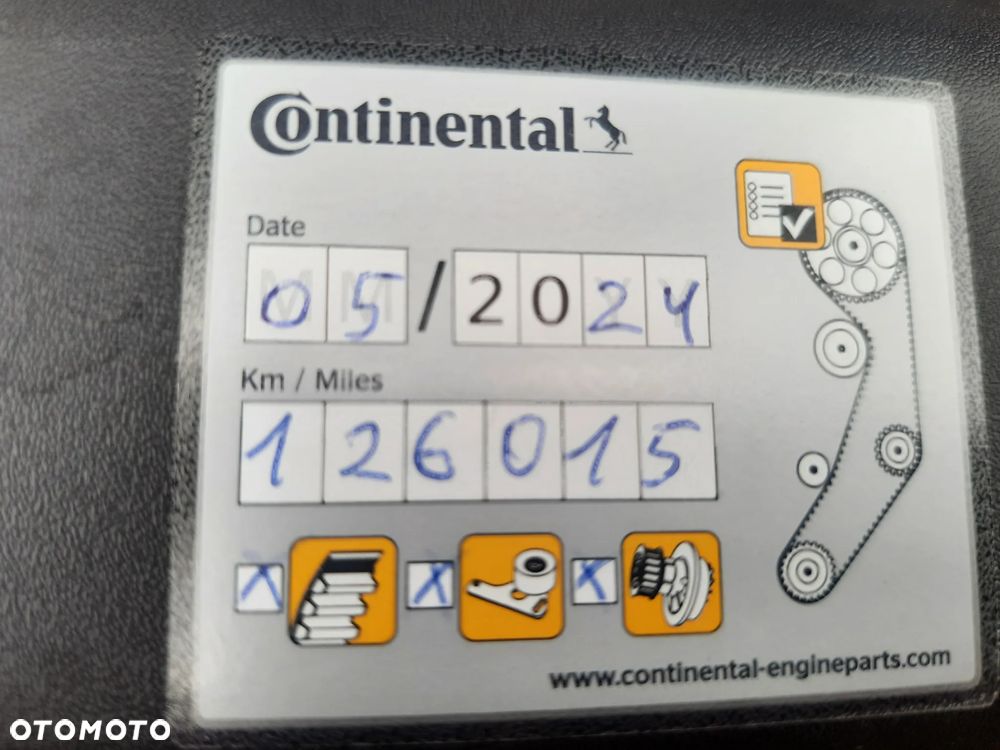 Continental
Date
05/2024
Km / Miles
126015
X X X
www.continental-engineparts.com
OTOMOTO